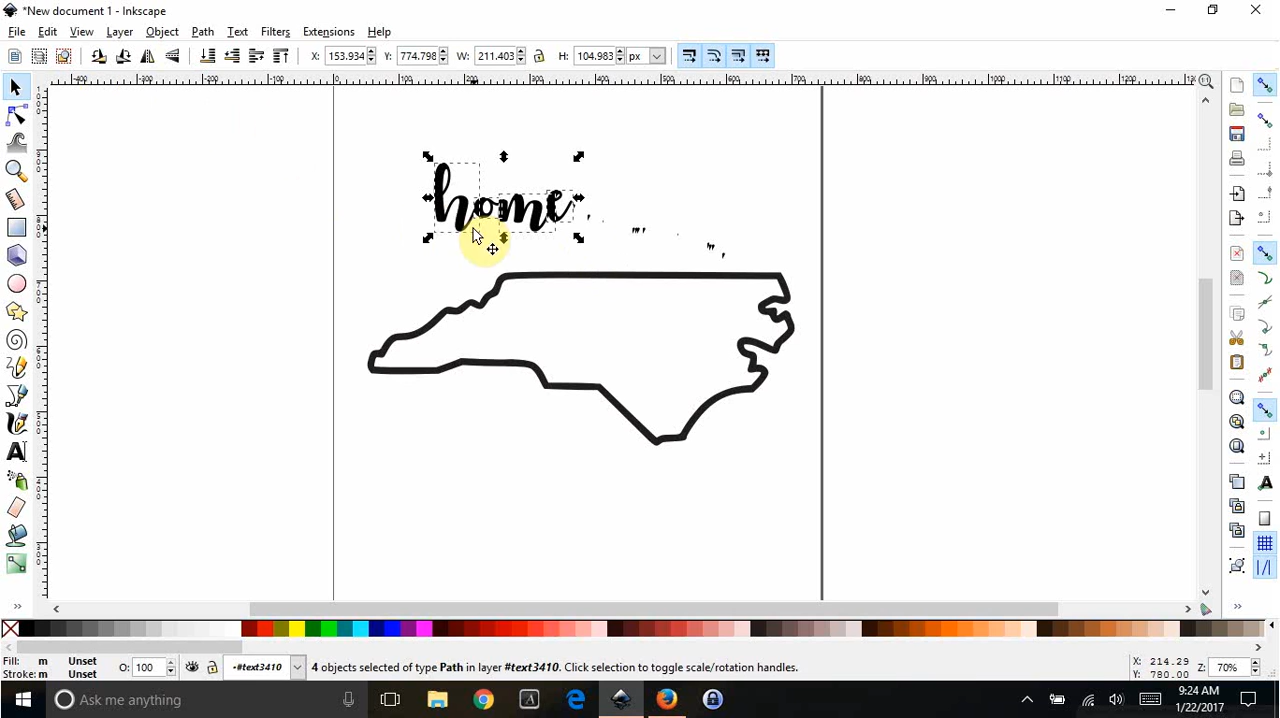 *New document 1 - Inkscape
File Edit View Layer Object Path Text Filters Extensions Help
X: 153.934 Y: 774.798 W: 211.403 H: 104.983 px
home
A
Fill: m Unset O: 100 •#text3410 4 objects selected of type Path in layer #text3410. Click selection to toggle scale/rotation handles. X: 214.29 Z: 70%
Stroke: m Unset Y: 780.00
Ask me anything
9:24 AM
1/22/2017